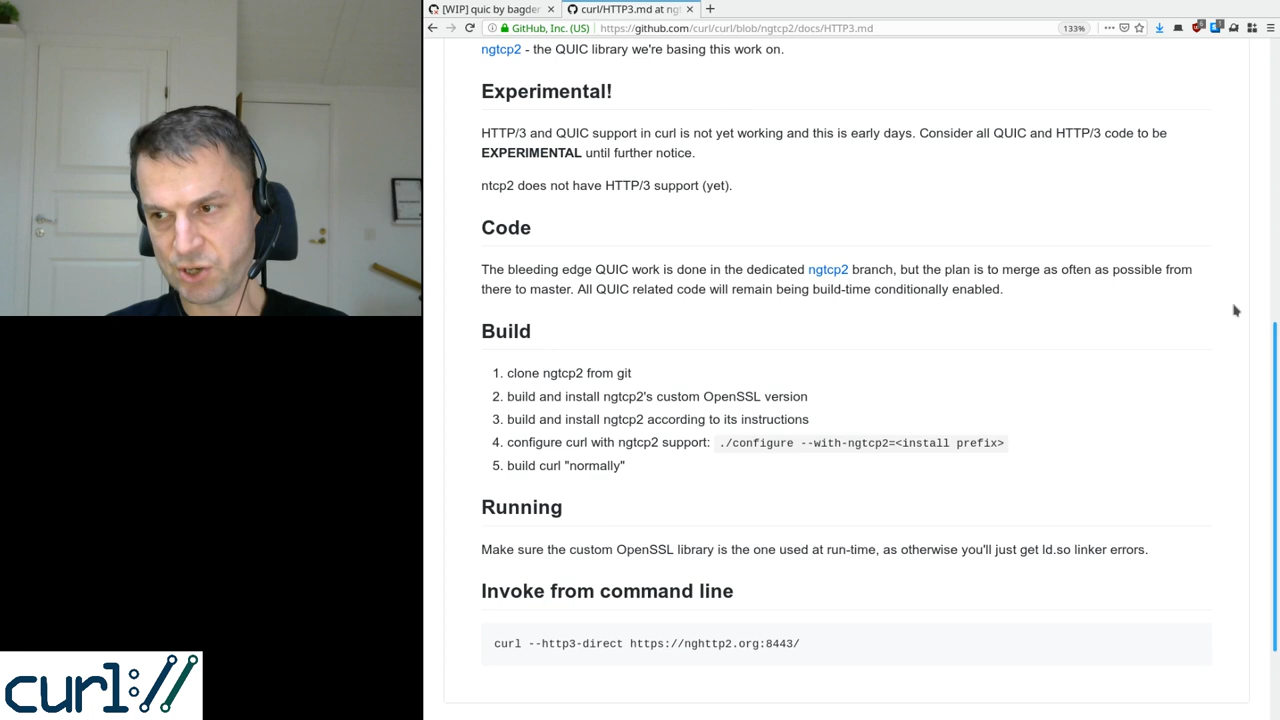 [WIP] quic by bagder
curl/HTTP3.md at ngt
GitHub, Inc. (US)
https://github.com/curl/curl/blob/ngtcp2/docs/HTTP3.md
133%
ngtcp2 - the QUIC library we're basing this work on.
Experimental!
HTTP/3 and QUIC support in curl is not yet working and this is early days. Consider all QUIC and HTTP/3 code to be
EXPERIMENTAL until further notice.
ntcp2 does not have HTTP/3 support (yet).
Code
The bleeding edge QUIC work is done in the dedicated ngtcp2 branch, but the plan is to merge as often as possible from
there to master. All QUIC related code will remain being build-time conditionally enabled.
Build
1. clone ngtcp2 from git
2. build and install ngtcp2's custom OpenSSL version
3. build and install ngtcp2 according to its instructions
4. configure curl with ngtcp2 support: ./configure --with-ngtcp2=<install prefix>
5. build curl "normally"
Running
Make sure the custom OpenSSL library is the one used at run-time, as otherwise you'll just get ld.so linker errors.
Invoke from command line
curl --http3-direct https://nghttp2.org:8443/
curl://